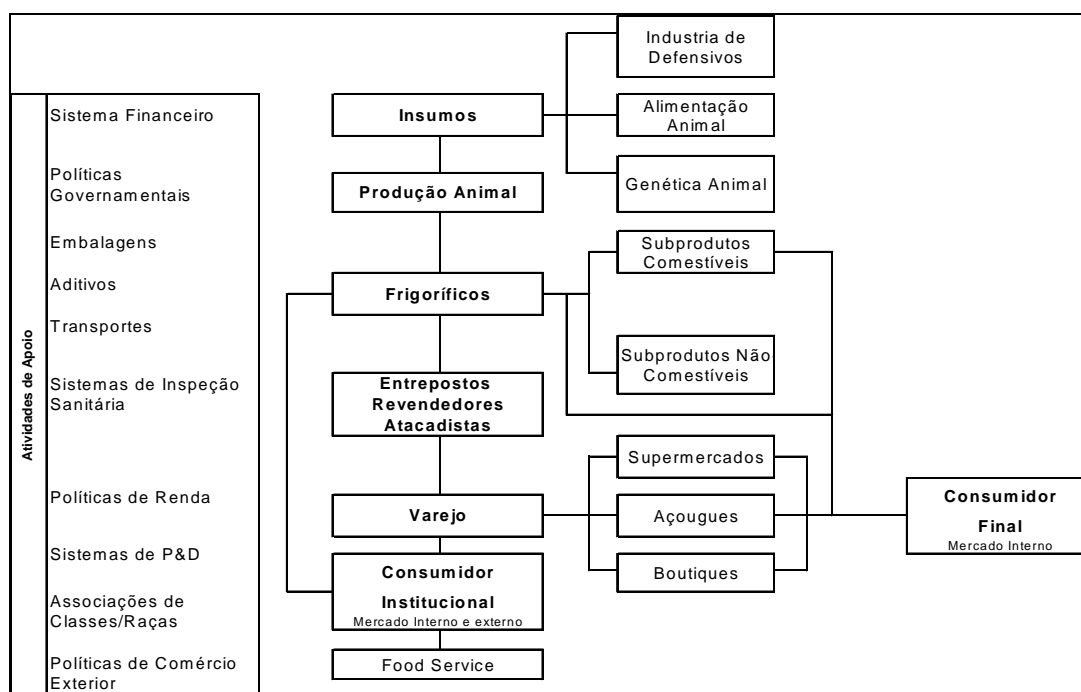 Industria de
Defensivos
Atividades de Apoio
Sistema Financeiro
Insumos
Alimentação
Animal
Políticas
Governamentais
Produção Animal
Genética Animal
Embalagens
Subprodutos
Comestíveis
Aditivos
Frigoríficos
Transportes
Subprodutos Não-
Comestíveis
Sistemas de Inspeção
Sanitária
Entrepostos
Revendedores
Atacadistas
Supermercados
Políticas de Renda
Varejo
Açougues
Consumidor
Final
Mercado Interno
Sistemas de P&D
Consumidor
Institucional
Mercado Interno e externo
Boutiques
Associações de
Classes/Raças
Food Service
Políticas de Comércio
Exterior